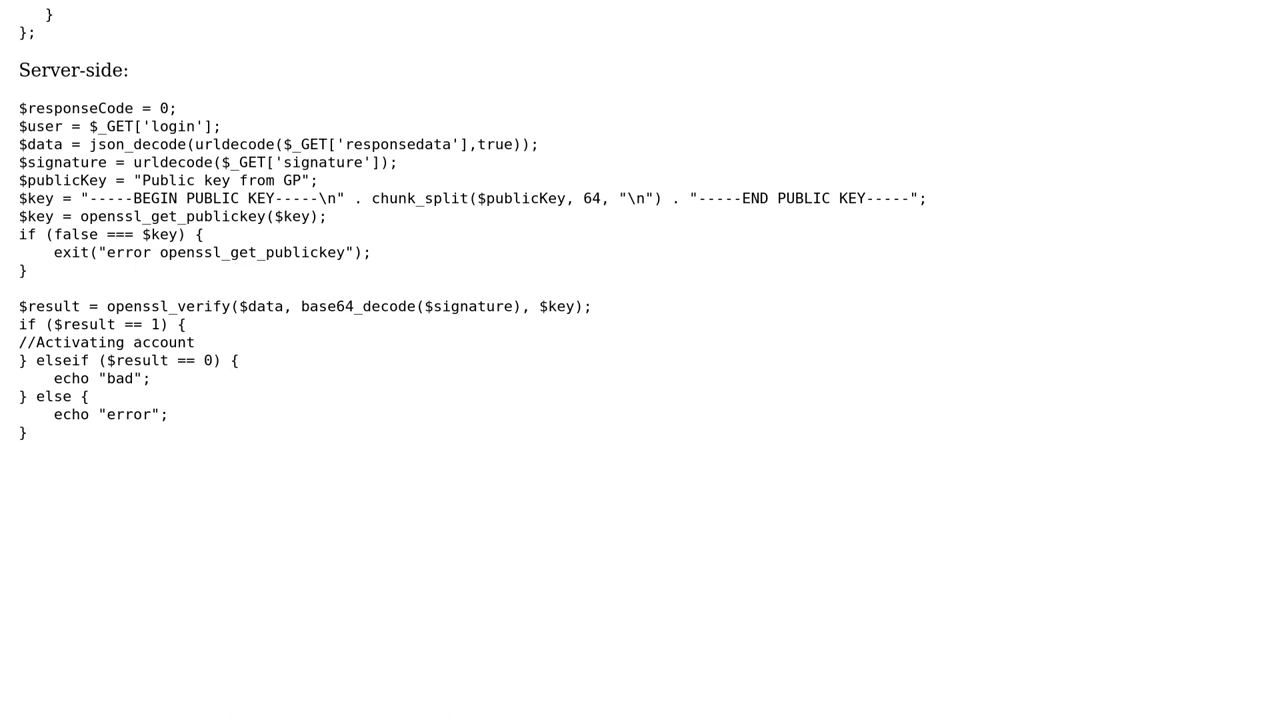 }
};
Server-side:
$responseCode = 0;
$user = $_GET['login'];
$data = json_decode(urldecode($_GET['responsedata'],true));
$signature = urldecode($_GET['signature']);
$publicKey = "Public key from GP";
$key = "-----BEGIN PUBLIC KEY-----\n" . chunk_split($publicKey, 64, "\n") . "-----END PUBLIC KEY-----";
$key = openssl_get_publickey($key);
if (false === $key) {
    exit("error openssl_get_publickey");
}
$result = openssl_verify($data, base64_decode($signature), $key);
if ($result == 1) {
//Activating account
} elseif ($result == 0) {
    echo "bad";
} else {
    echo "error";
}